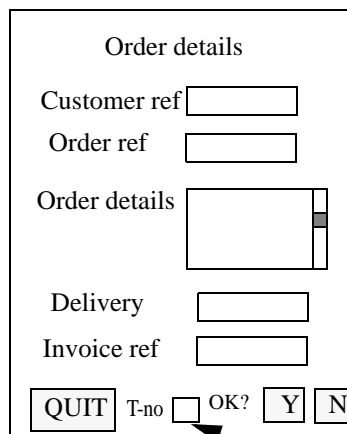 Order details
Customer ref
Order ref
Order details
Delivery
Invoice ref
QUIT T-no OK? Y N